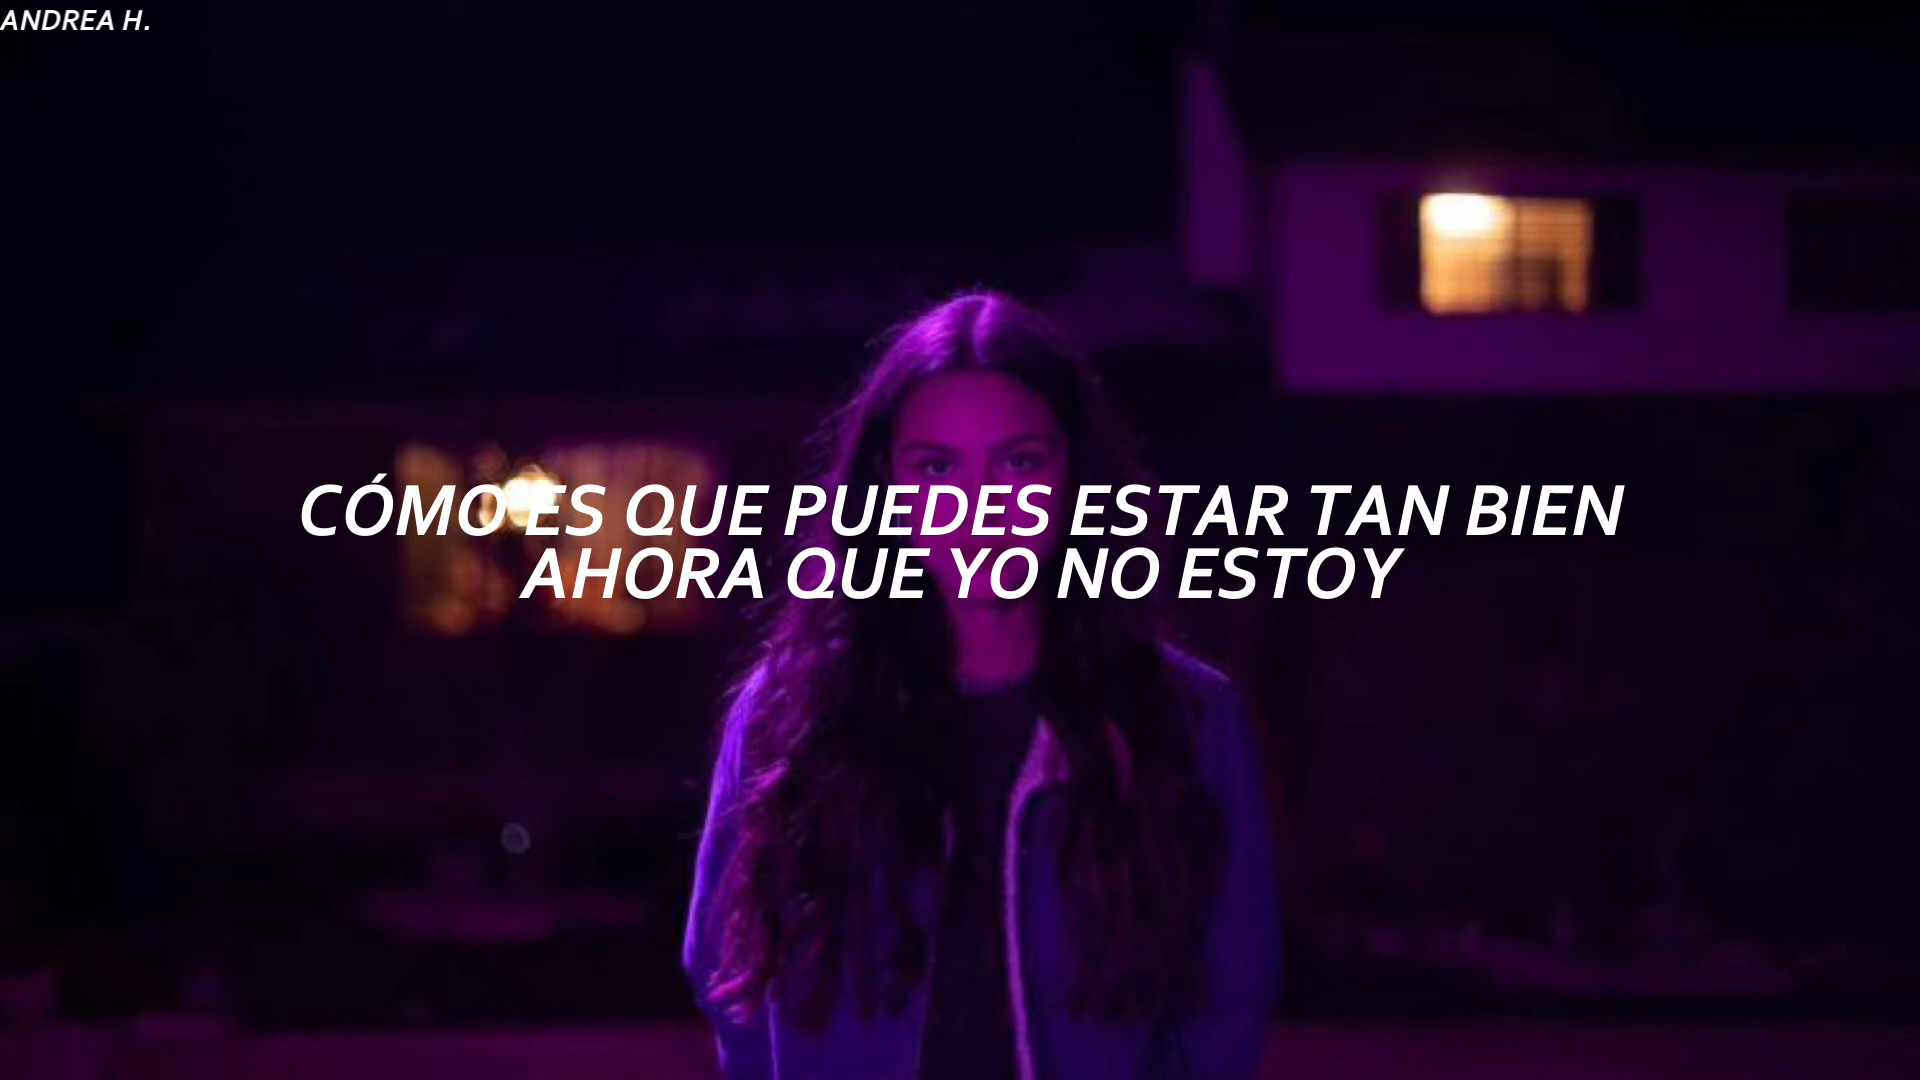 ANDREA H.
CÓMO ES QUE PUEDES ESTAR TAN BIEN
AHORA QUE YO NO ESTOY